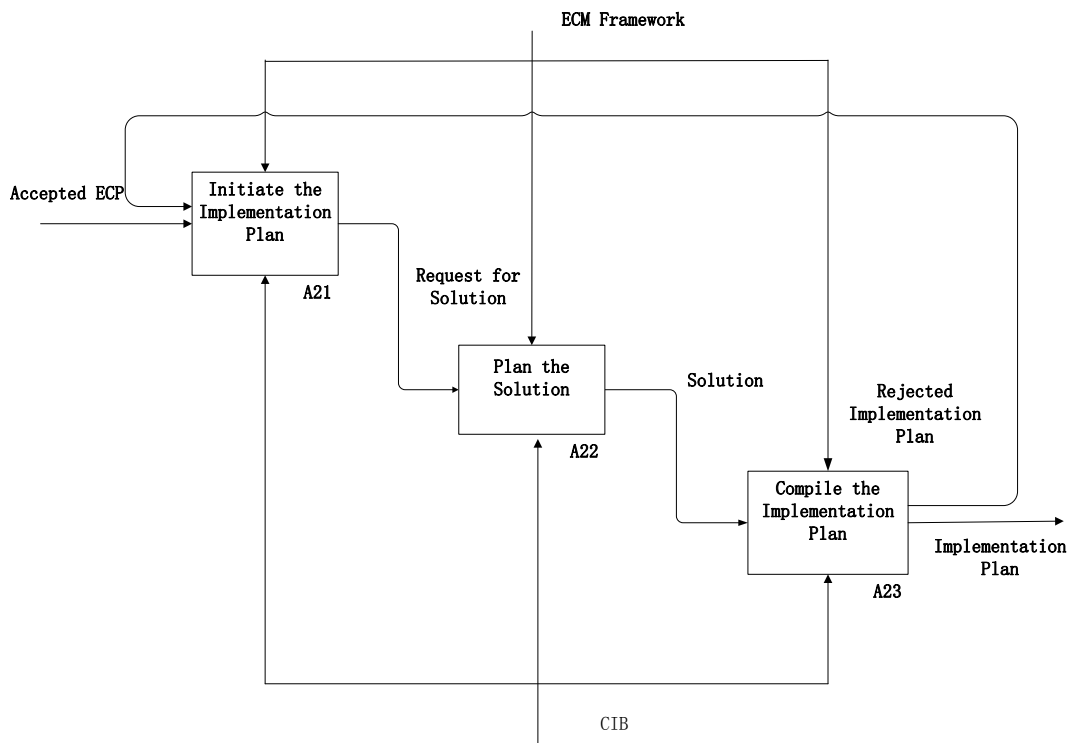 ECM Framework
Accepted ECP
Initiate the
Implementation
Plan
A21
Request for
Solution
Plan the
Solution
A22
Solution
Rejected
Implementation
Plan
Compile the
Implementation
Plan
A23
Implementation
Plan
CIB